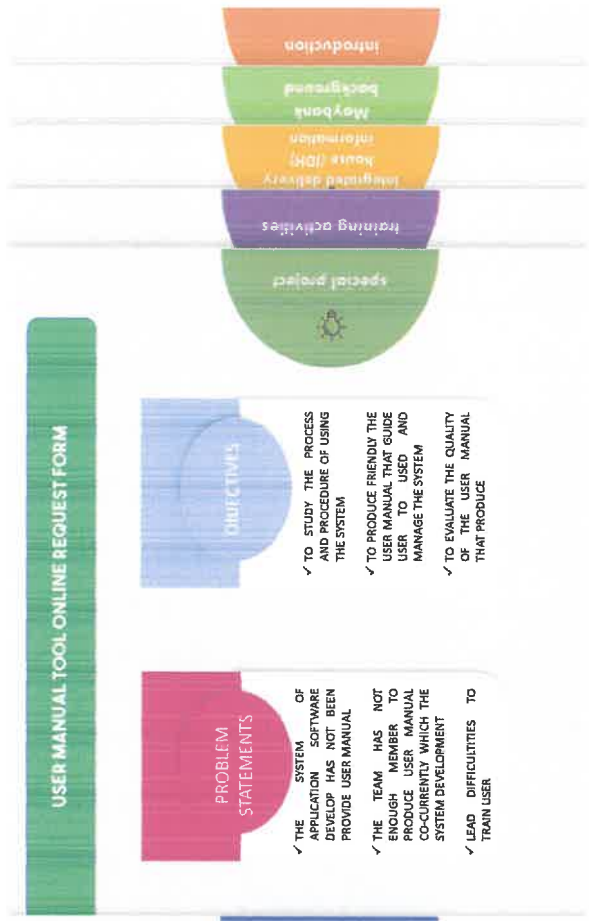 USER MANUAL TOOL ONLINE REQUEST FORM
PROBLEM
STATEMENTS
✓ THE SYSTEM OF
APPLICATION SOFTWARE
DEVELOP HAS NOT BEEN
PROVIDE USER MANUAL
✓ THE TEAM HAS NOT
ENOUGH MEMBER TO
PRODUCE USER MANUAL
CO-CURRENTLY WHICH THE
SYSTEM DEVELOPMENT
✓ LEAD DIFFICULTITIES TO
TRAIN USER
OBJECTIVES
✓ TO STUDY THE PROCESS
AND PROCEDURE OF USING
THE SYSTEM
✓ TO PRODUCE FRIENDLY THE
USER MANUAL THAT GUIDE
USER TO USED AND
MANAGE THE SYSTEM
✓ TO EVALUATE THE QUALITY
OF THE USER MANUAL
THAT PRODUCE
special project
training activities
integrated delivery
house (IDH)
information
Maybank
background
introduction